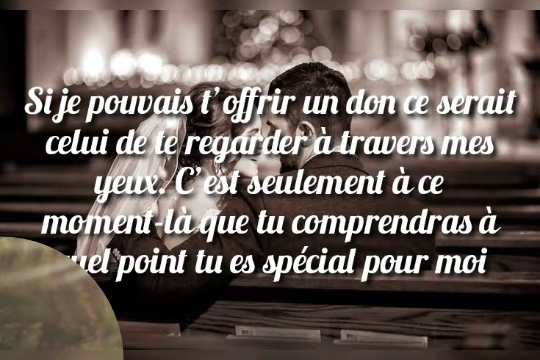 Si je pouvais t'offrir un don ce serait
celui de te regarder à travers mes
yeux. C'est seulement à ce
moment-là que tu comprendras à
point tu es spécial pour moi